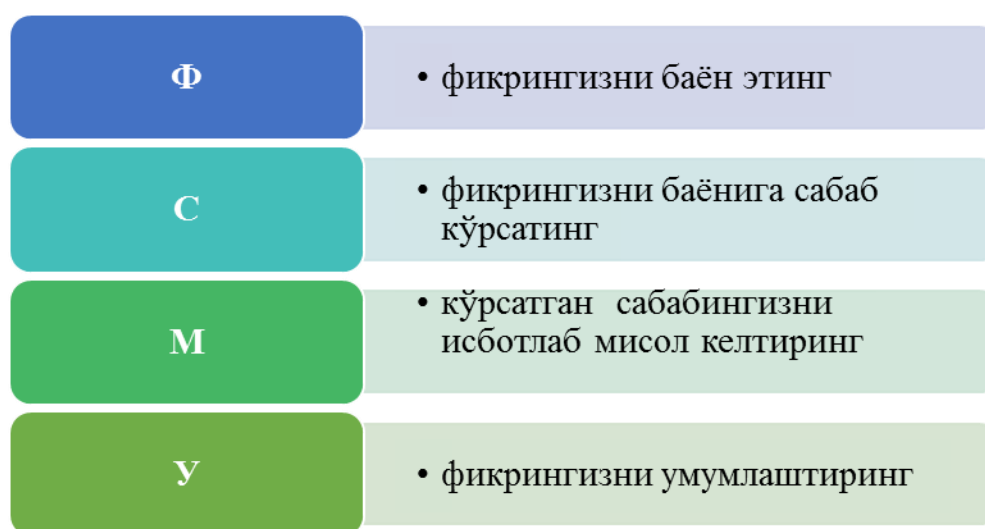 Ф
• фикрингизни баён этинг
С
• фикрингизни баёнига сабаб
кўрсатинг
М
• кўрсатган сабабингизни
исботлаб мисол келтиринг
У
• фикрингизни умумлаштиринг